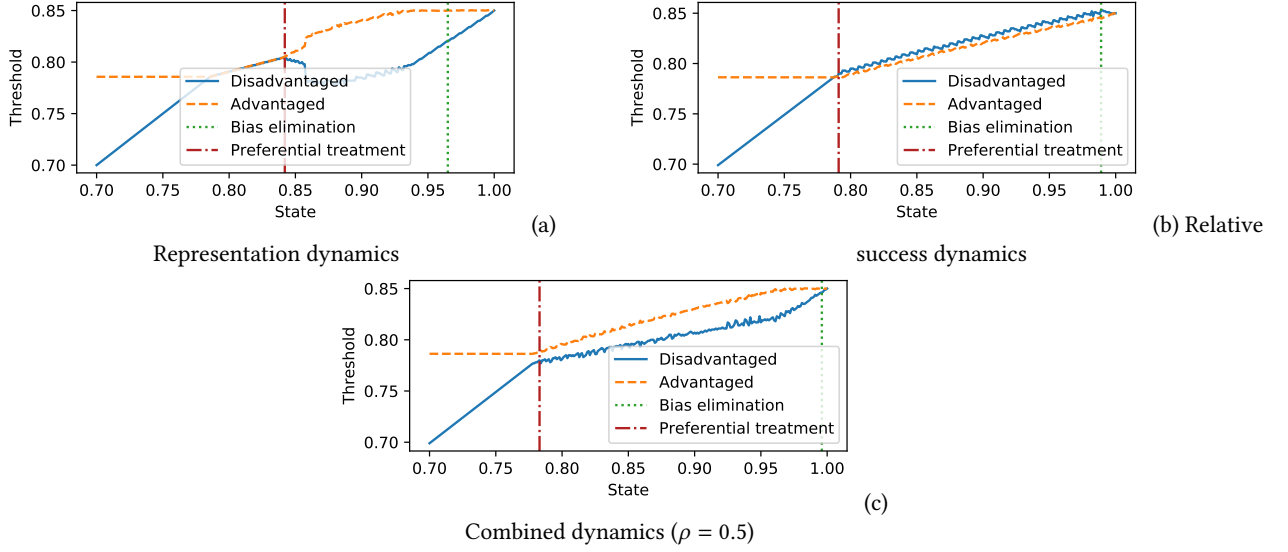 0.85
0.80
0.75
0.70
Threshold
Disadvantaged
Advantaged
Bias elimination
Preferential treatment
0.70 0.75 0.80 0.85 0.90 0.95 1.00
State
(a)
Representation dynamics
0.85
0.80
0.75
0.70
Threshold
Disadvantaged
Advantaged
Bias elimination
Preferential treatment
0.70 0.75 0.80 0.85 0.90 0.95 1.00
State
(b) Relative
success dynamics
0.85
0.80
0.75
0.70
Threshold
Disadvantaged
Advantaged
Bias elimination
Preferential treatment
0.70 0.75 0.80 0.85 0.90 0.95 1.00
State
(c)
Combined dynamics (ρ = 0.5)